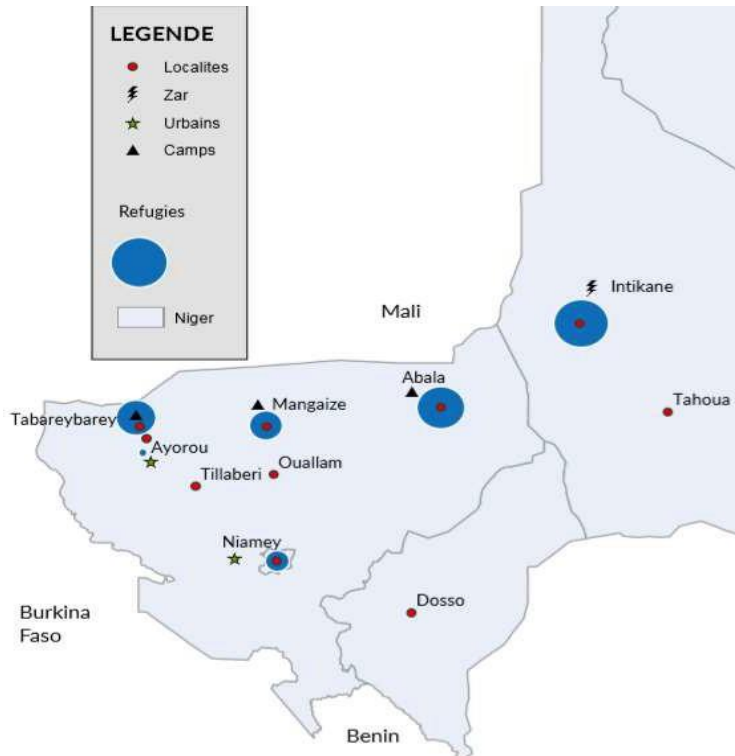 LEGENDE
Localites
Zar
Urbains
Camps
Refugies
Niger
Mali
Intikane
Abala
Tahoua
Mangaize
Tabareybarey
Ayorou
Ouallam
Tillaberi
Niamey
Burkina
Faso
Dosso
Benin